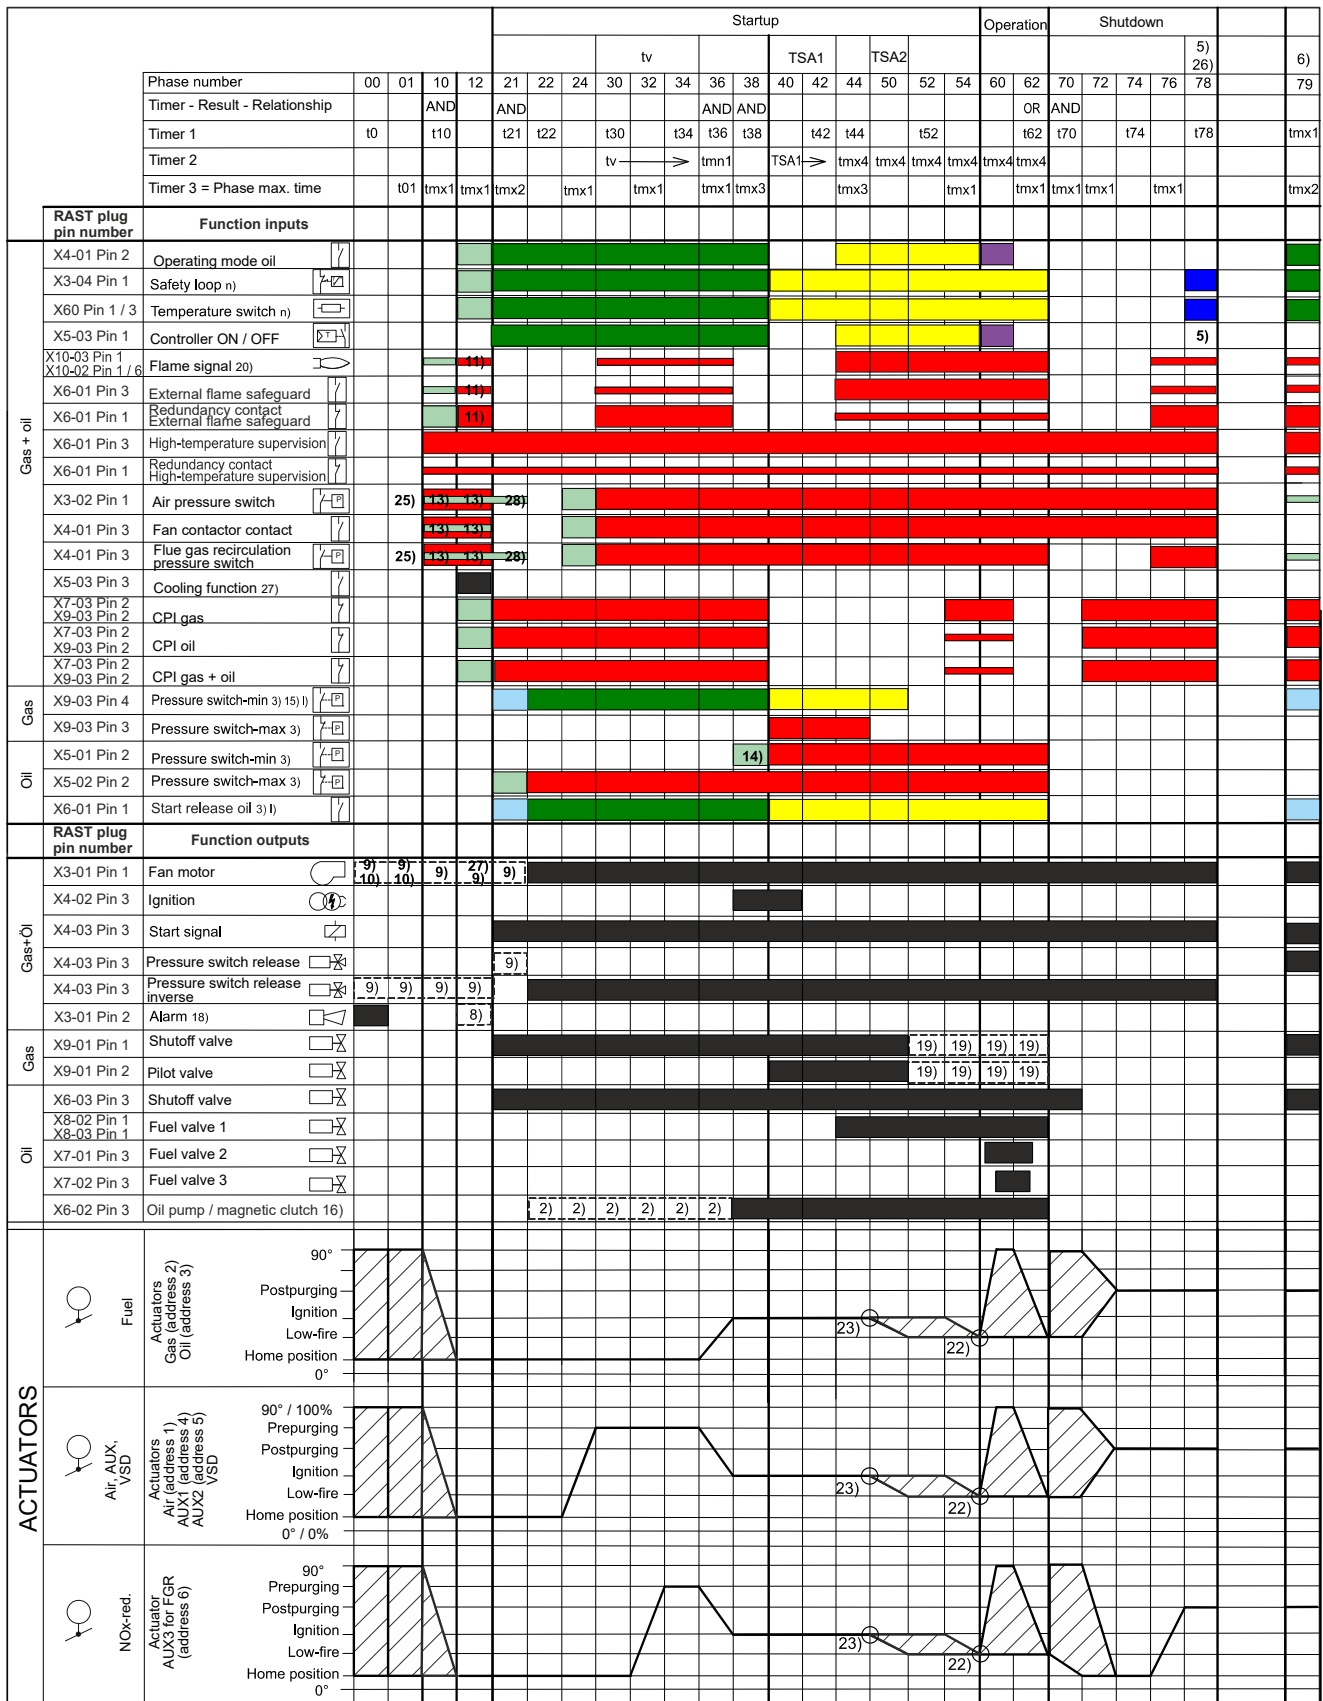 Startup Operation Shutdown
tv TSA1 TSA2 5) 26) 6)
Phase number 00 01 10 12 21 22 24 30 32 34 36 38 40 42 44 50 52 54 60 62 70 72 74 76 78 79
Timer - Result - Relationship AND AND AND AND OR AND
Timer 1 t0 t10 t21 t22 t30 t34 t36 t38 t42 t44 t52 t62 t70 t74 t78 tmx1
Timer 2 tv tmn1 TSA1 tmx4 tmx4 tmx4 tmx4 tmx4 tmx4
Timer 3 = Phase max. time t01 tmx1 tmx1 tmx2 tmx1 tmx1 tmx1 tmx3 tmx3 tmx1 tmx1 tmx1 tmx1 tmx1 tmx2
RAST plug pin number Function inputs
Gas + oil
X4-01 Pin 2 Operating mode oil
X3-04 Pin 1 Safety loop n)
X60 Pin 1 / 3 Temperature switch n)
X5-03 Pin 1 Controller ON / OFF 5)
X10-03 Pin 1
X10-02 Pin 1 / 6 Flame signal 20) 11)
X6-01 Pin 3 External flame safeguard 11)
X6-01 Pin 1 Redundancy contact
External flame safeguard 11)
X6-01 Pin 3 High-temperature supervision
X6-01 Pin 1 Redundancy contact
High-temperature supervision
X3-02 Pin 1 Air pressure switch 25) 13) 13) 28)
X4-01 Pin 3 Fan contactor contact 13) 13)
X4-01 Pin 3 Flue gas recirculation
pressure switch 25) 13) 13) 28)
X5-03 Pin 3 Cooling function 27)
X7-03 Pin 2
X9-03 Pin 2 CPI gas
X7-03 Pin 2
X9-03 Pin 2 CPI oil
X7-03 Pin 2
X9-03 Pin 2 CPI gas + oil
Gas
X9-03 Pin 4 Pressure switch-min 3) 15) l)
X9-03 Pin 3 Pressure switch-max 3)
Oil
X5-01 Pin 2 Pressure switch-min 3) 14)
X5-02 Pin 2 Pressure switch-max 3)
X6-01 Pin 1 Start release oil 3) l)
RAST plug pin number Function outputs
Gas+Öl
X3-01 Pin 1 Fan motor 9) 10) 9) 10) 9) 27) 9) 9)
X4-02 Pin 3 Ignition
X4-03 Pin 3 Start signal
X4-03 Pin 3 Pressure switch release 9)
X4-03 Pin 3 Pressure switch release
inverse 9) 9) 9) 9)
X3-01 Pin 2 Alarm 18) 8)
Gas
X9-01 Pin 1 Shutoff valve 19) 19) 19) 19)
X9-01 Pin 2 Pilot valve 19) 19) 19) 19)
Oil
X6-03 Pin 3 Shutoff valve
X8-02 Pin 1
X8-03 Pin 1 Fuel valve 1
X7-01 Pin 3 Fuel valve 2
X7-02 Pin 3 Fuel valve 3
X6-02 Pin 3 Oil pump / magnetic clutch 16) 2) 2) 2) 2) 2) 2)
ACTUATORS
Fuel
Actuators
Gas (address 2)
Oil (address 3)
90°
Postpurging
Ignition
Low-fire
Home position
0°
23)
22)
Air, AUX,
VSD
Actuators
Air (address 1)
AUX1 (address 4)
AUX2 (address 5)
VSD
90° / 100%
Prepurging
Postpurging
Ignition
Low-fire
Home position
0° / 0%
23)
22)
NOx-red.
Actuator
AUX3 for FGR
(address 6)
90°
Prepurging
Postpurging
Ignition
Low-fire
Home position
0°
23)
22)